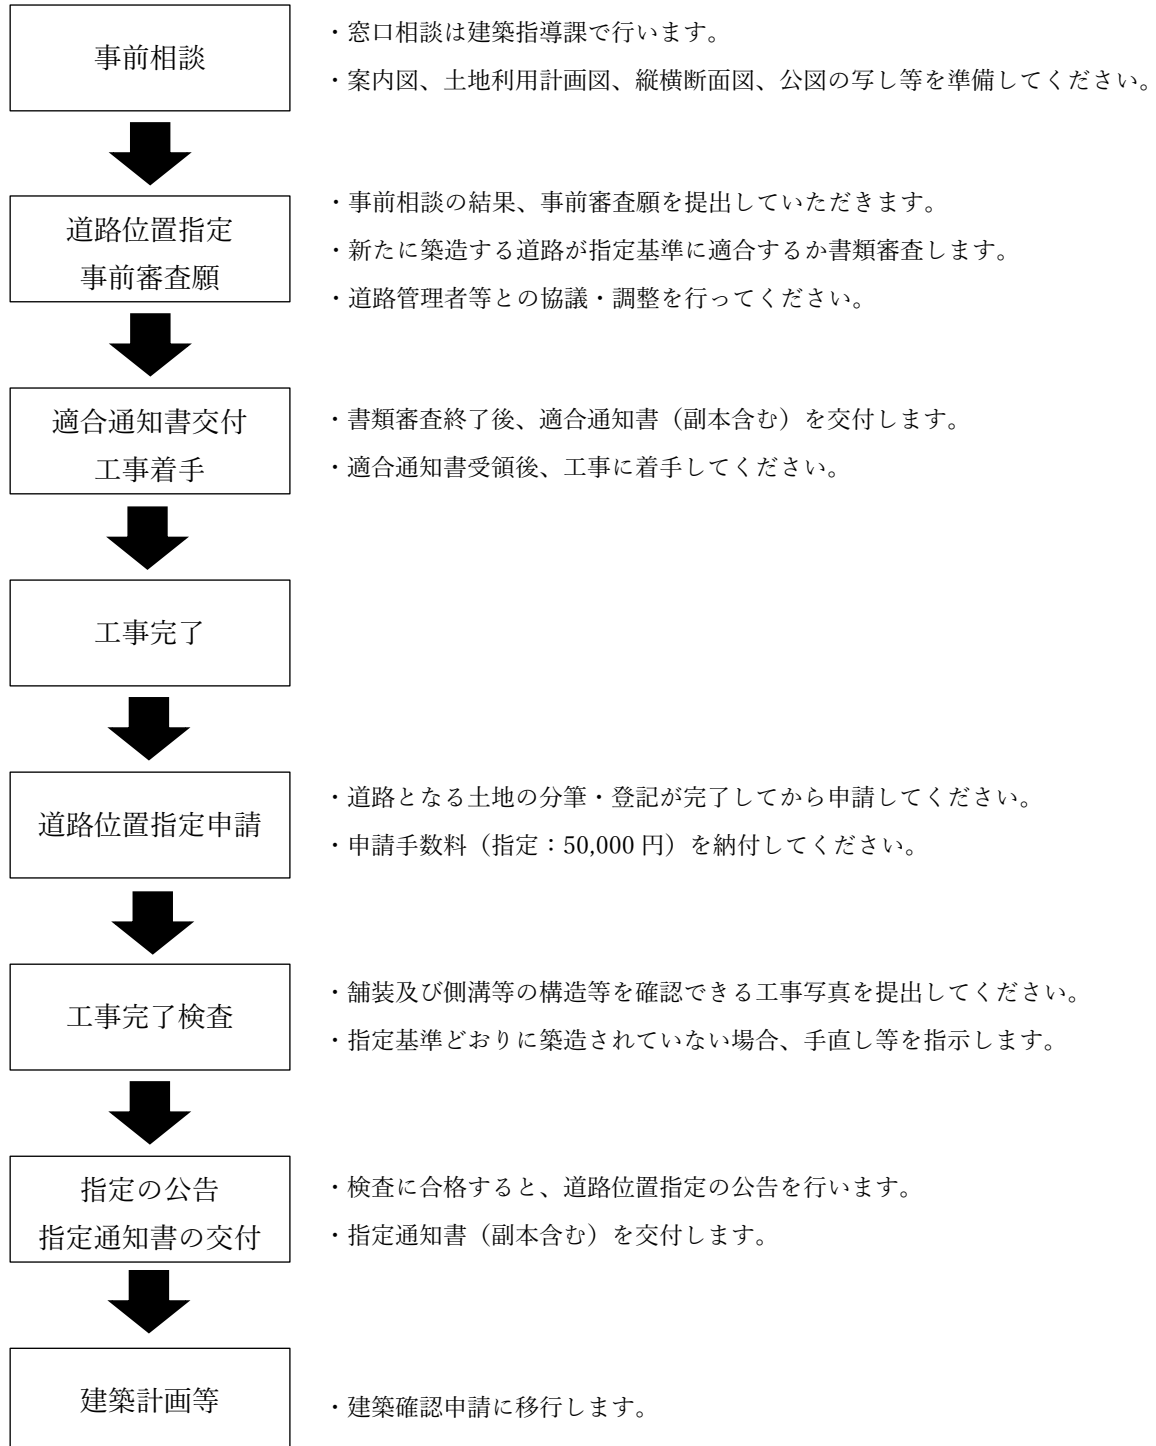 事前相談
・窓口相談は建築指導課で行います。
・案内図、土地利用計画図、縦横断面図、公図の写し等を準備してください。
道路位置指定
事前審査願
・事前相談の結果、事前審査願を提出していただきます。
・新たに築造する道路が指定基準に適合するか書類審査します。
・道路管理者等との協議・調整を行ってください。
適合通知書交付
工事着手
・書類審査終了後、適合通知書（副本含む）を交付します。
・適合通知書受領後、工事に着手してください。
工事完了
道路位置指定申請
・道路となる土地の分筆・登記が完了してから申請してください。
・申請手数料（指定：50,000 円）を納付してください。
工事完了検査
・舗装及び側溝等の構造等を確認できる工事写真を提出してください。
・指定基準どおりに築造されていない場合、手直し等を指示します。
指定の公告
指定通知書の交付
・検査に合格すると、道路位置指定の公告を行います。
・指定通知書（副本含む）を交付します。
建築計画等
・建築確認申請に移行します。